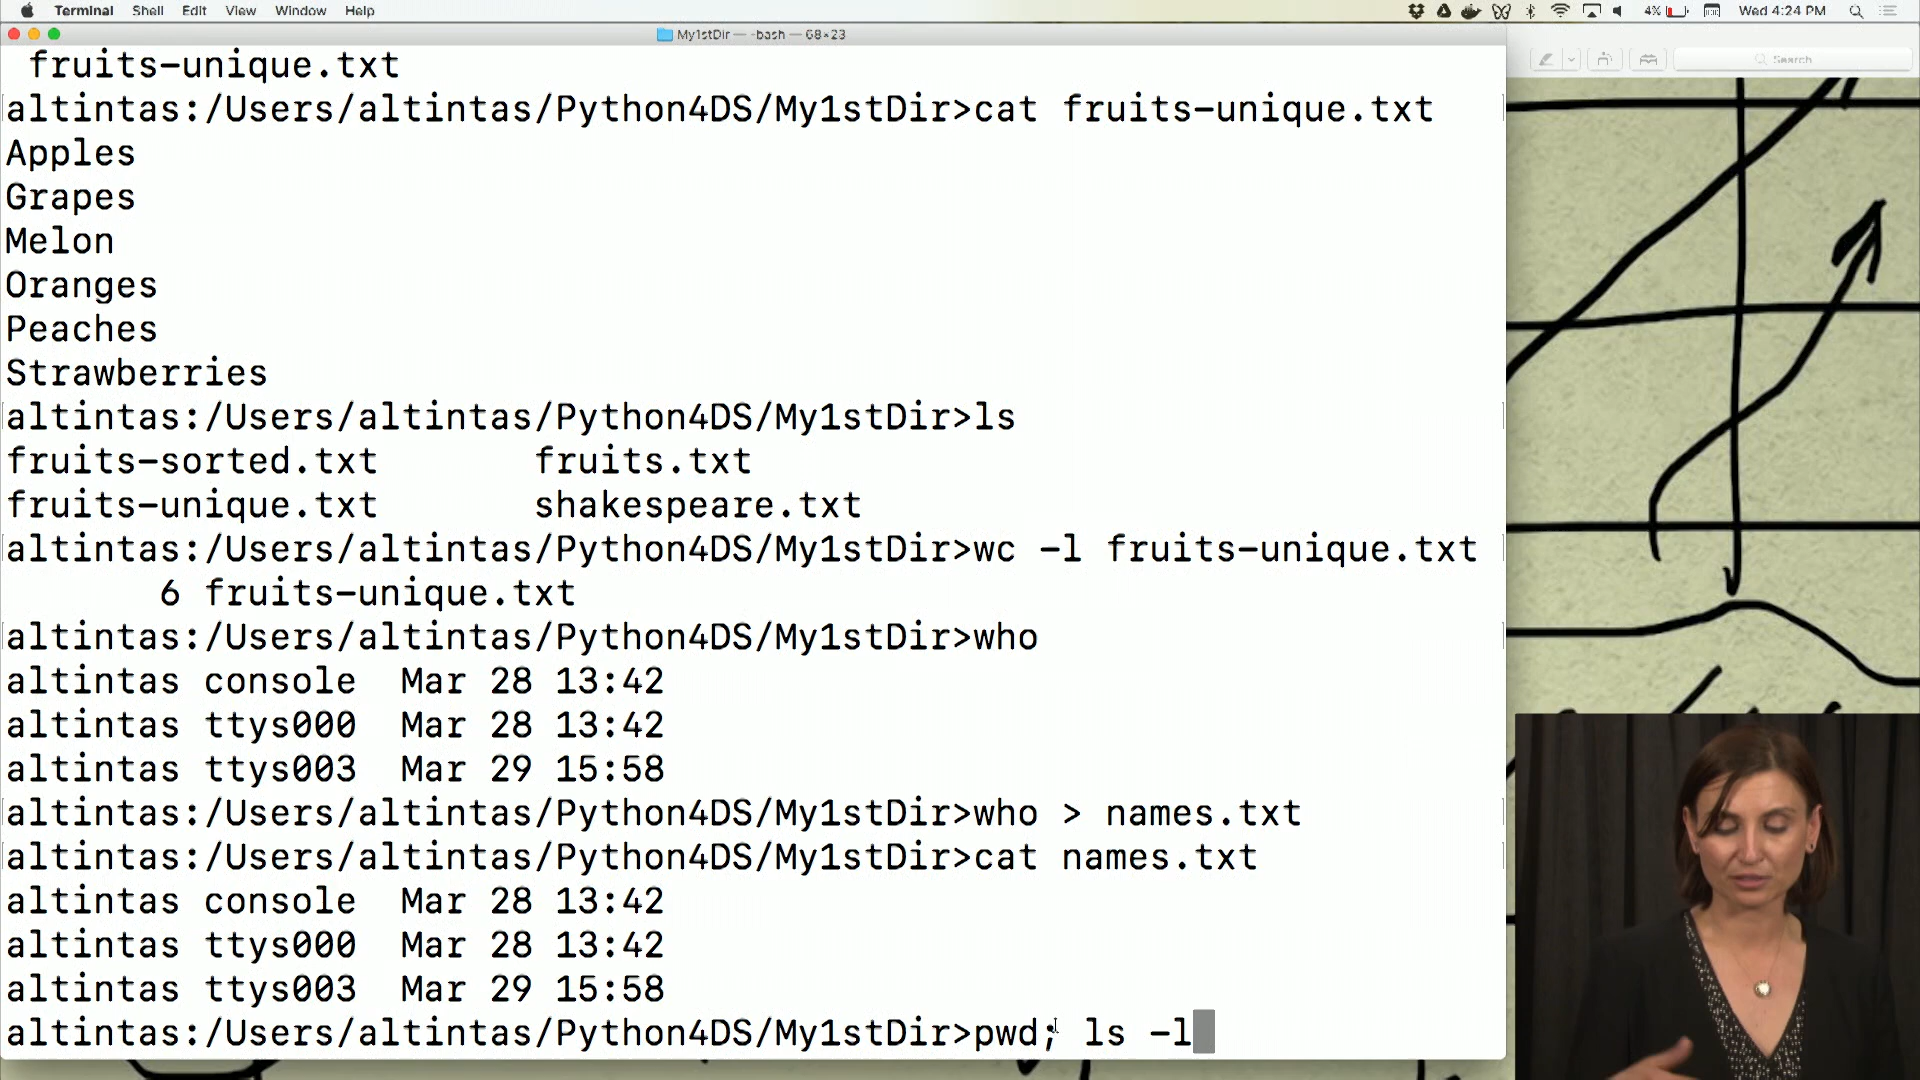 Terminal Shell Edit View Window Help 4% Wed 4:24 PM
My1stDir — -bash — 68×23
Search
fruits-unique.txt
altintas:/Users/altintas/Python4DS/My1stDir>cat fruits-unique.txt
Apples
Grapes
Melon
Oranges
Peaches
Strawberries
altintas:/Users/altintas/Python4DS/My1stDir>ls
fruits-sorted.txt fruits.txt
fruits-unique.txt shakespeare.txt
altintas:/Users/altintas/Python4DS/My1stDir>wc -l fruits-unique.txt
6 fruits-unique.txt
altintas:/Users/altintas/Python4DS/My1stDir>who
altintas console Mar 28 13:42
altintas ttys000 Mar 28 13:42
altintas ttys003 Mar 29 15:58
altintas:/Users/altintas/Python4DS/My1stDir>who > names.txt
altintas:/Users/altintas/Python4DS/My1stDir>cat names.txt
altintas console Mar 28 13:42
altintas ttys000 Mar 28 13:42
altintas ttys003 Mar 29 15:58
altintas:/Users/altintas/Python4DS/My1stDir>pwd; ls -l